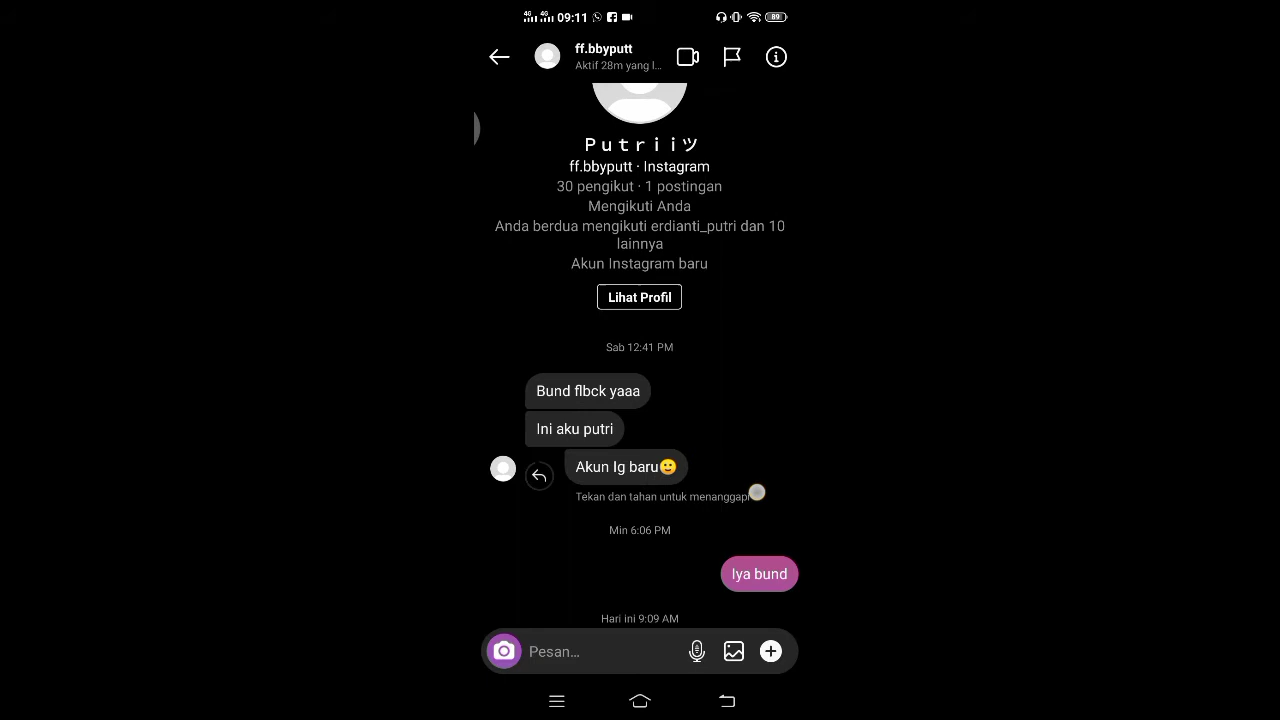 4G 4G 09:11 89
ff.bbyputt
Aktif 28m yang l...
Ｐｕｔｒｉｉツ
ff.bbyputt · Instagram
30 pengikut · 1 postingan
Mengikuti Anda
Anda berdua mengikuti erdianti_putri dan 10
lainnya
Akun Instagram baru
Lihat Profil
Sab 12:41 PM
Bund flbck yaaa
Ini aku putri
Akun Ig baru🙂
Tekan dan tahan untuk menanggapi
Min 6:06 PM
Iya bund
Hari ini 9:09 AM
Pesan...